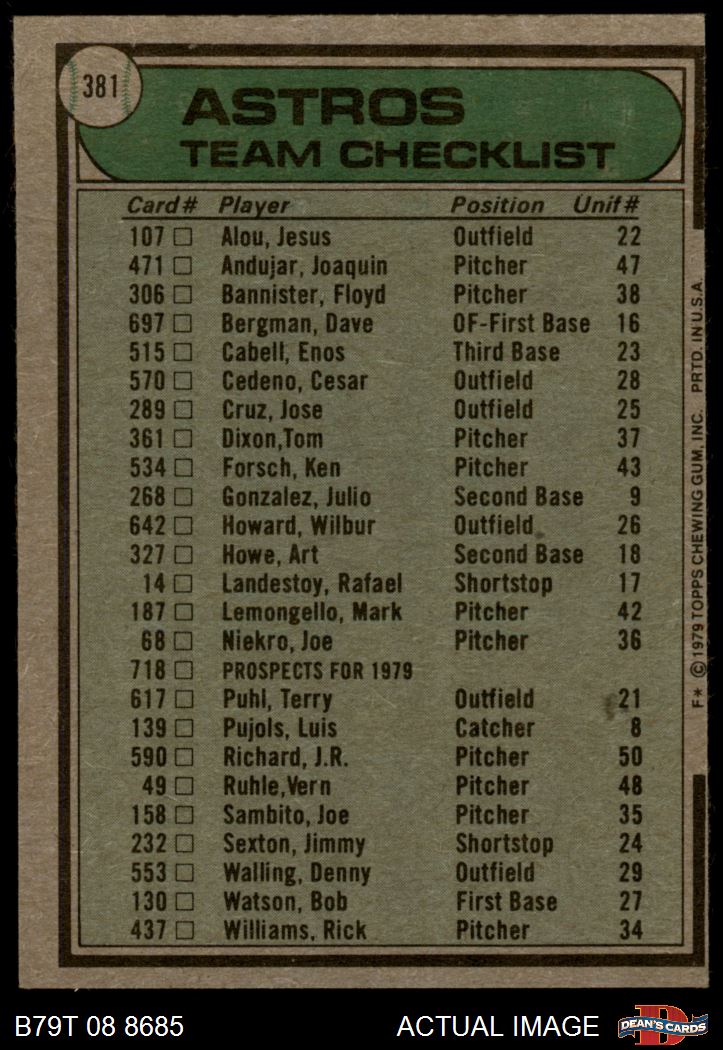 381
ASTROS
TEAM CHECKLIST
Card# Player Position Unif#
107 □ Alou, Jesus Outfield 22
471 □ Andujar, Joaquin Pitcher 47
306 □ Bannister, Floyd Pitcher 38
697 □ Bergman, Dave OF-First Base 16
515 □ Cabell, Enos Third Base 23
570 □ Cedeno, Cesar Outfield 28
289 □ Cruz, Jose Outfield 25
361 □ Dixon,Tom Pitcher 37
534 □ Forsch, Ken Pitcher 43
268 □ Gonzalez, Julio Second Base 9
642 □ Howard, Wilbur Outfield 26
327 □ Howe, Art Second Base 18
14 □ Landestoy, Rafael Shortstop 17
187 □ Lemongello, Mark Pitcher 42
68 □ Niekro, Joe Pitcher 36
718 □ PROSPECTS FOR 1979
617 □ Puhl, Terry Outfield 21
139 □ Pujols, Luis Catcher 8
590 □ Richard, J.R. Pitcher 50
49 □ Ruhle,Vern Pitcher 48
158 □ Sambito, Joe Pitcher 35
232 □ Sexton, Jimmy Shortstop 24
553 □ Walling, Denny Outfield 29
130 □ Watson, Bob First Base 27
437 □ Williams, Rick Pitcher 34
F* © 1979 TOPPS CHEWING GUM, INC. PRTD. IN U.S.A.
B79T 08 8685 ACTUAL IMAGE
D
DEAN'S CARDS